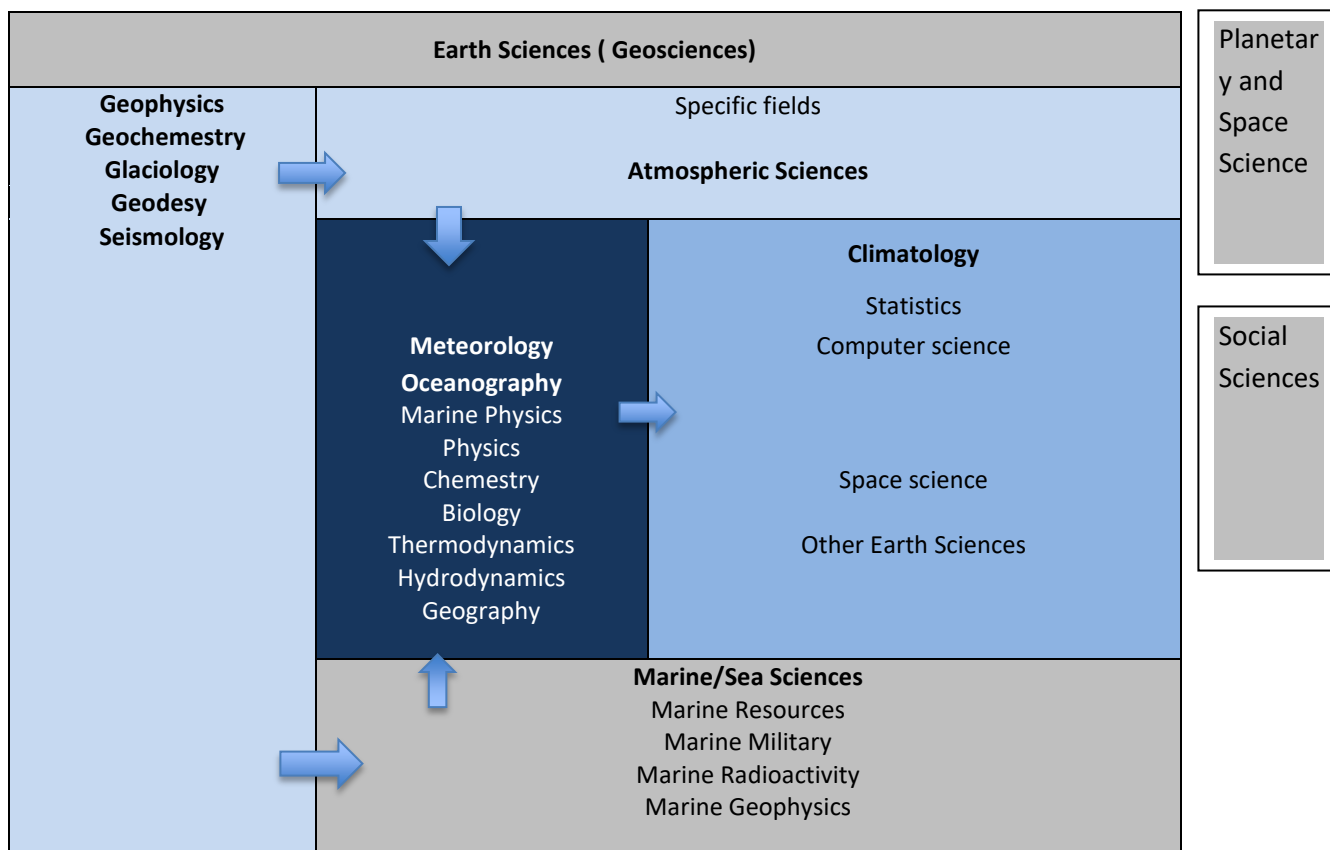 Earth Sciences ( Geosciences)
Geophysics
Geochemestry
Glaciology
Geodesy
Seismology
Specific fields
Atmospheric Sciences
Meteorology
Oceanography
Marine Physics
Physics
Chemestry
Biology
Thermodynamics
Hydrodynamics
Geography
Climatology
Statistics
Computer science
Space science
Other Earth Sciences
Marine/Sea Sciences
Marine Resources
Marine Military
Marine Radioactivity
Marine Geophysics
Planetar
y and
Space
Science
Social
Sciences